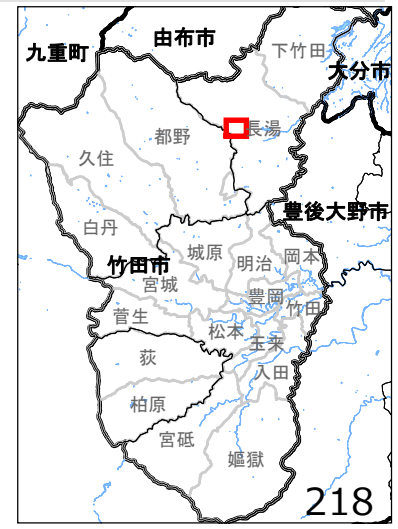 由布市
九重町
下竹田
大分市
長湯
都野
久住
豊後大野市
白丹
城原
岡本
明治
竹田市
宮城
豊岡
竹田
菅生
松本
玉来
荻
入田
柏原
宮砥
嫗獄
218